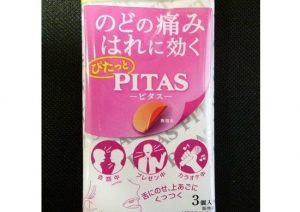 のどの痛み
はれに効く
ぴたっと
PITAS
ーピタスー
会議中
プレゼン中
カラオケ中
舌にのせ、上あごに
くっつく
3個入